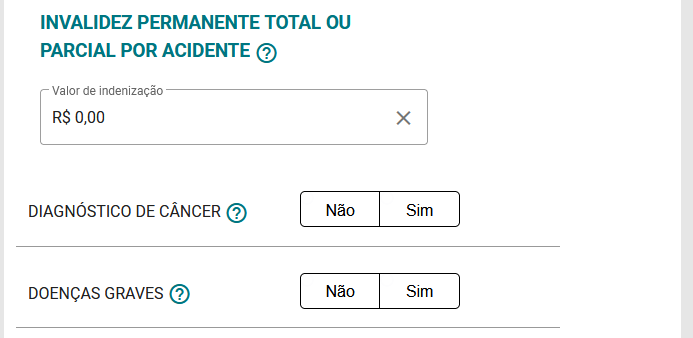 INVALIDEZ PERMANENTE TOTAL OU
PARCIAL POR ACIDENTE ?
Valor de indenização
R$ 0,00
DIAGNÓSTICO DE CÂNCER ? Não Sim
DOENÇAS GRAVES ? Não Sim